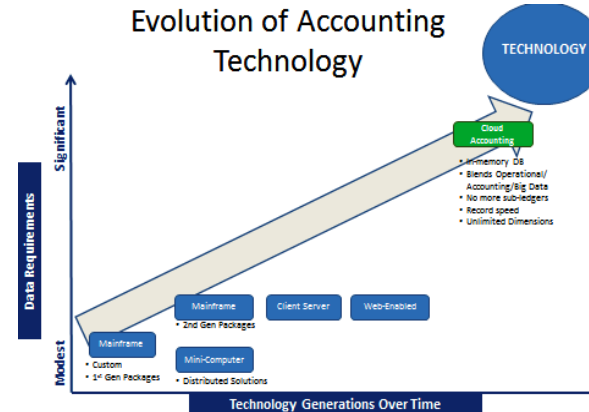 Evolution of Accounting
Technology
TECHNOLOGY
Significant
Data Requirements
Modest
Cloud
Accounting
• In-memory DB
• Blends Operational/
Accounting/Big Data
• No more sub-ledgers
• Record speed
• Unlimited Dimensions
Mainframe
• 2nd Gen Packages
Client Server
Web-Enabled
Mainframe
• Custom
• 1st Gen Packages
Mini-Computer
• Distributed Solutions
Technology Generations Over Time